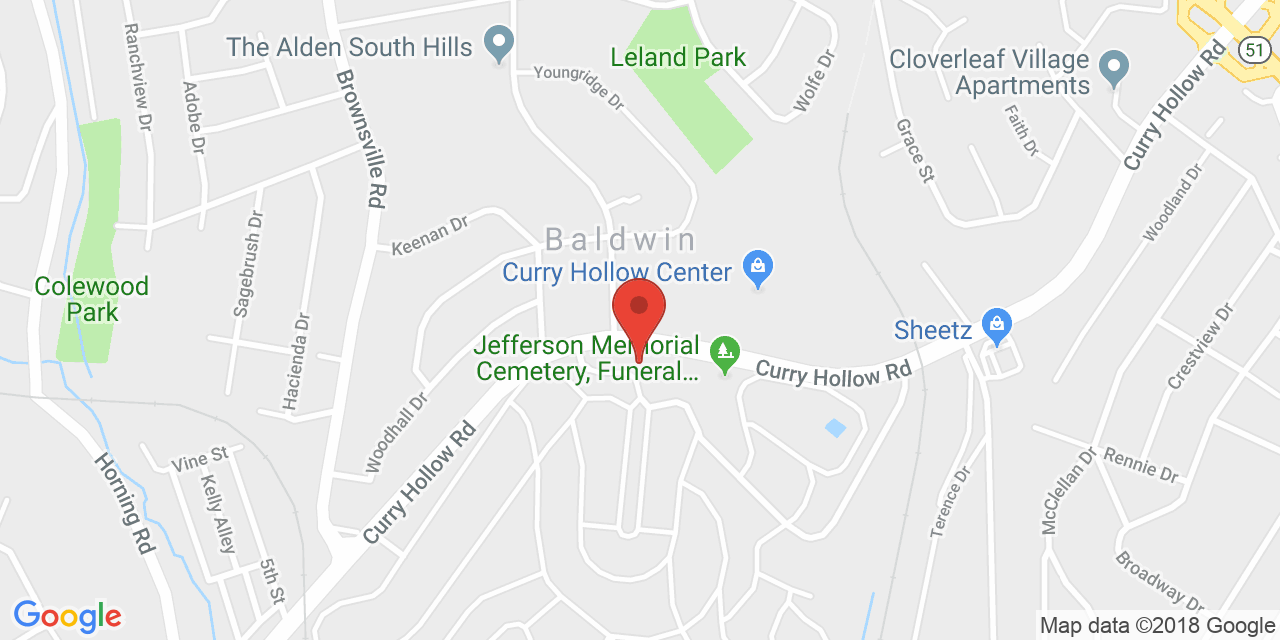 The Alden South Hills
Leland Park
Cloverleaf Village
Apartments
51
Ranchview Dr
Adobe Dr
Brownsville Rd
Youngridge Dr
Wolfe Dr
Grace St
Faith Dr
Curry Hollow Rd
Woodland Dr
Keenan Dr
Sagebrush Dr
Baldwin
Curry Hollow Center
Colewood
Park
Hacienda Dr
Sheetz
Jefferson Memorial
Cemetery, Funeral...
Curry Hollow Rd
Crestview Dr
Woodhall Dr
Curry Hollow Rd
Vine St
Kelly Alley
Horning Rd
5th St
Terence Dr
McClellan Dr
Rennie Dr
Broadway Dr
Google
Map data ©2018 Google